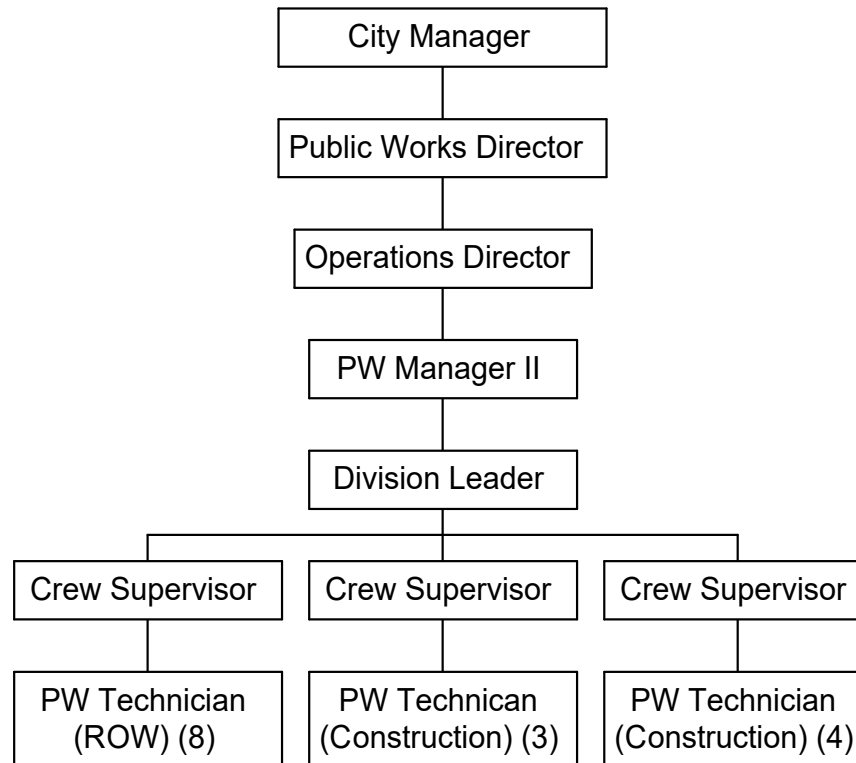 City Manager
Public Works Director
Operations Director
PW Manager II
Division Leader
Crew Supervisor
Crew Supervisor
Crew Supervisor
PW Technician
(ROW) (8)
PW Technican
(Construction) (3)
PW Technician
(Construction) (4)